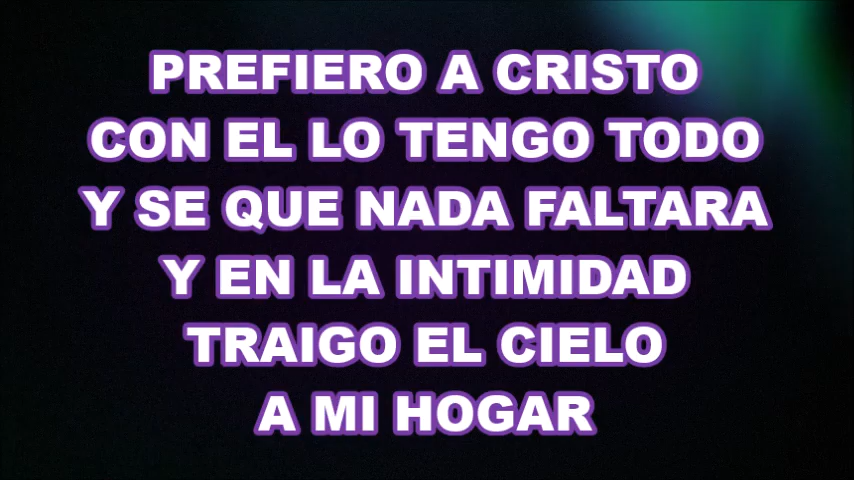 PREFIERO A CRISTO
CON EL LO TENGO TODO
Y SE QUE NADA FALTARA
Y EN LA INTIMIDAD
TRAIGO EL CIELO
A MI HOGAR